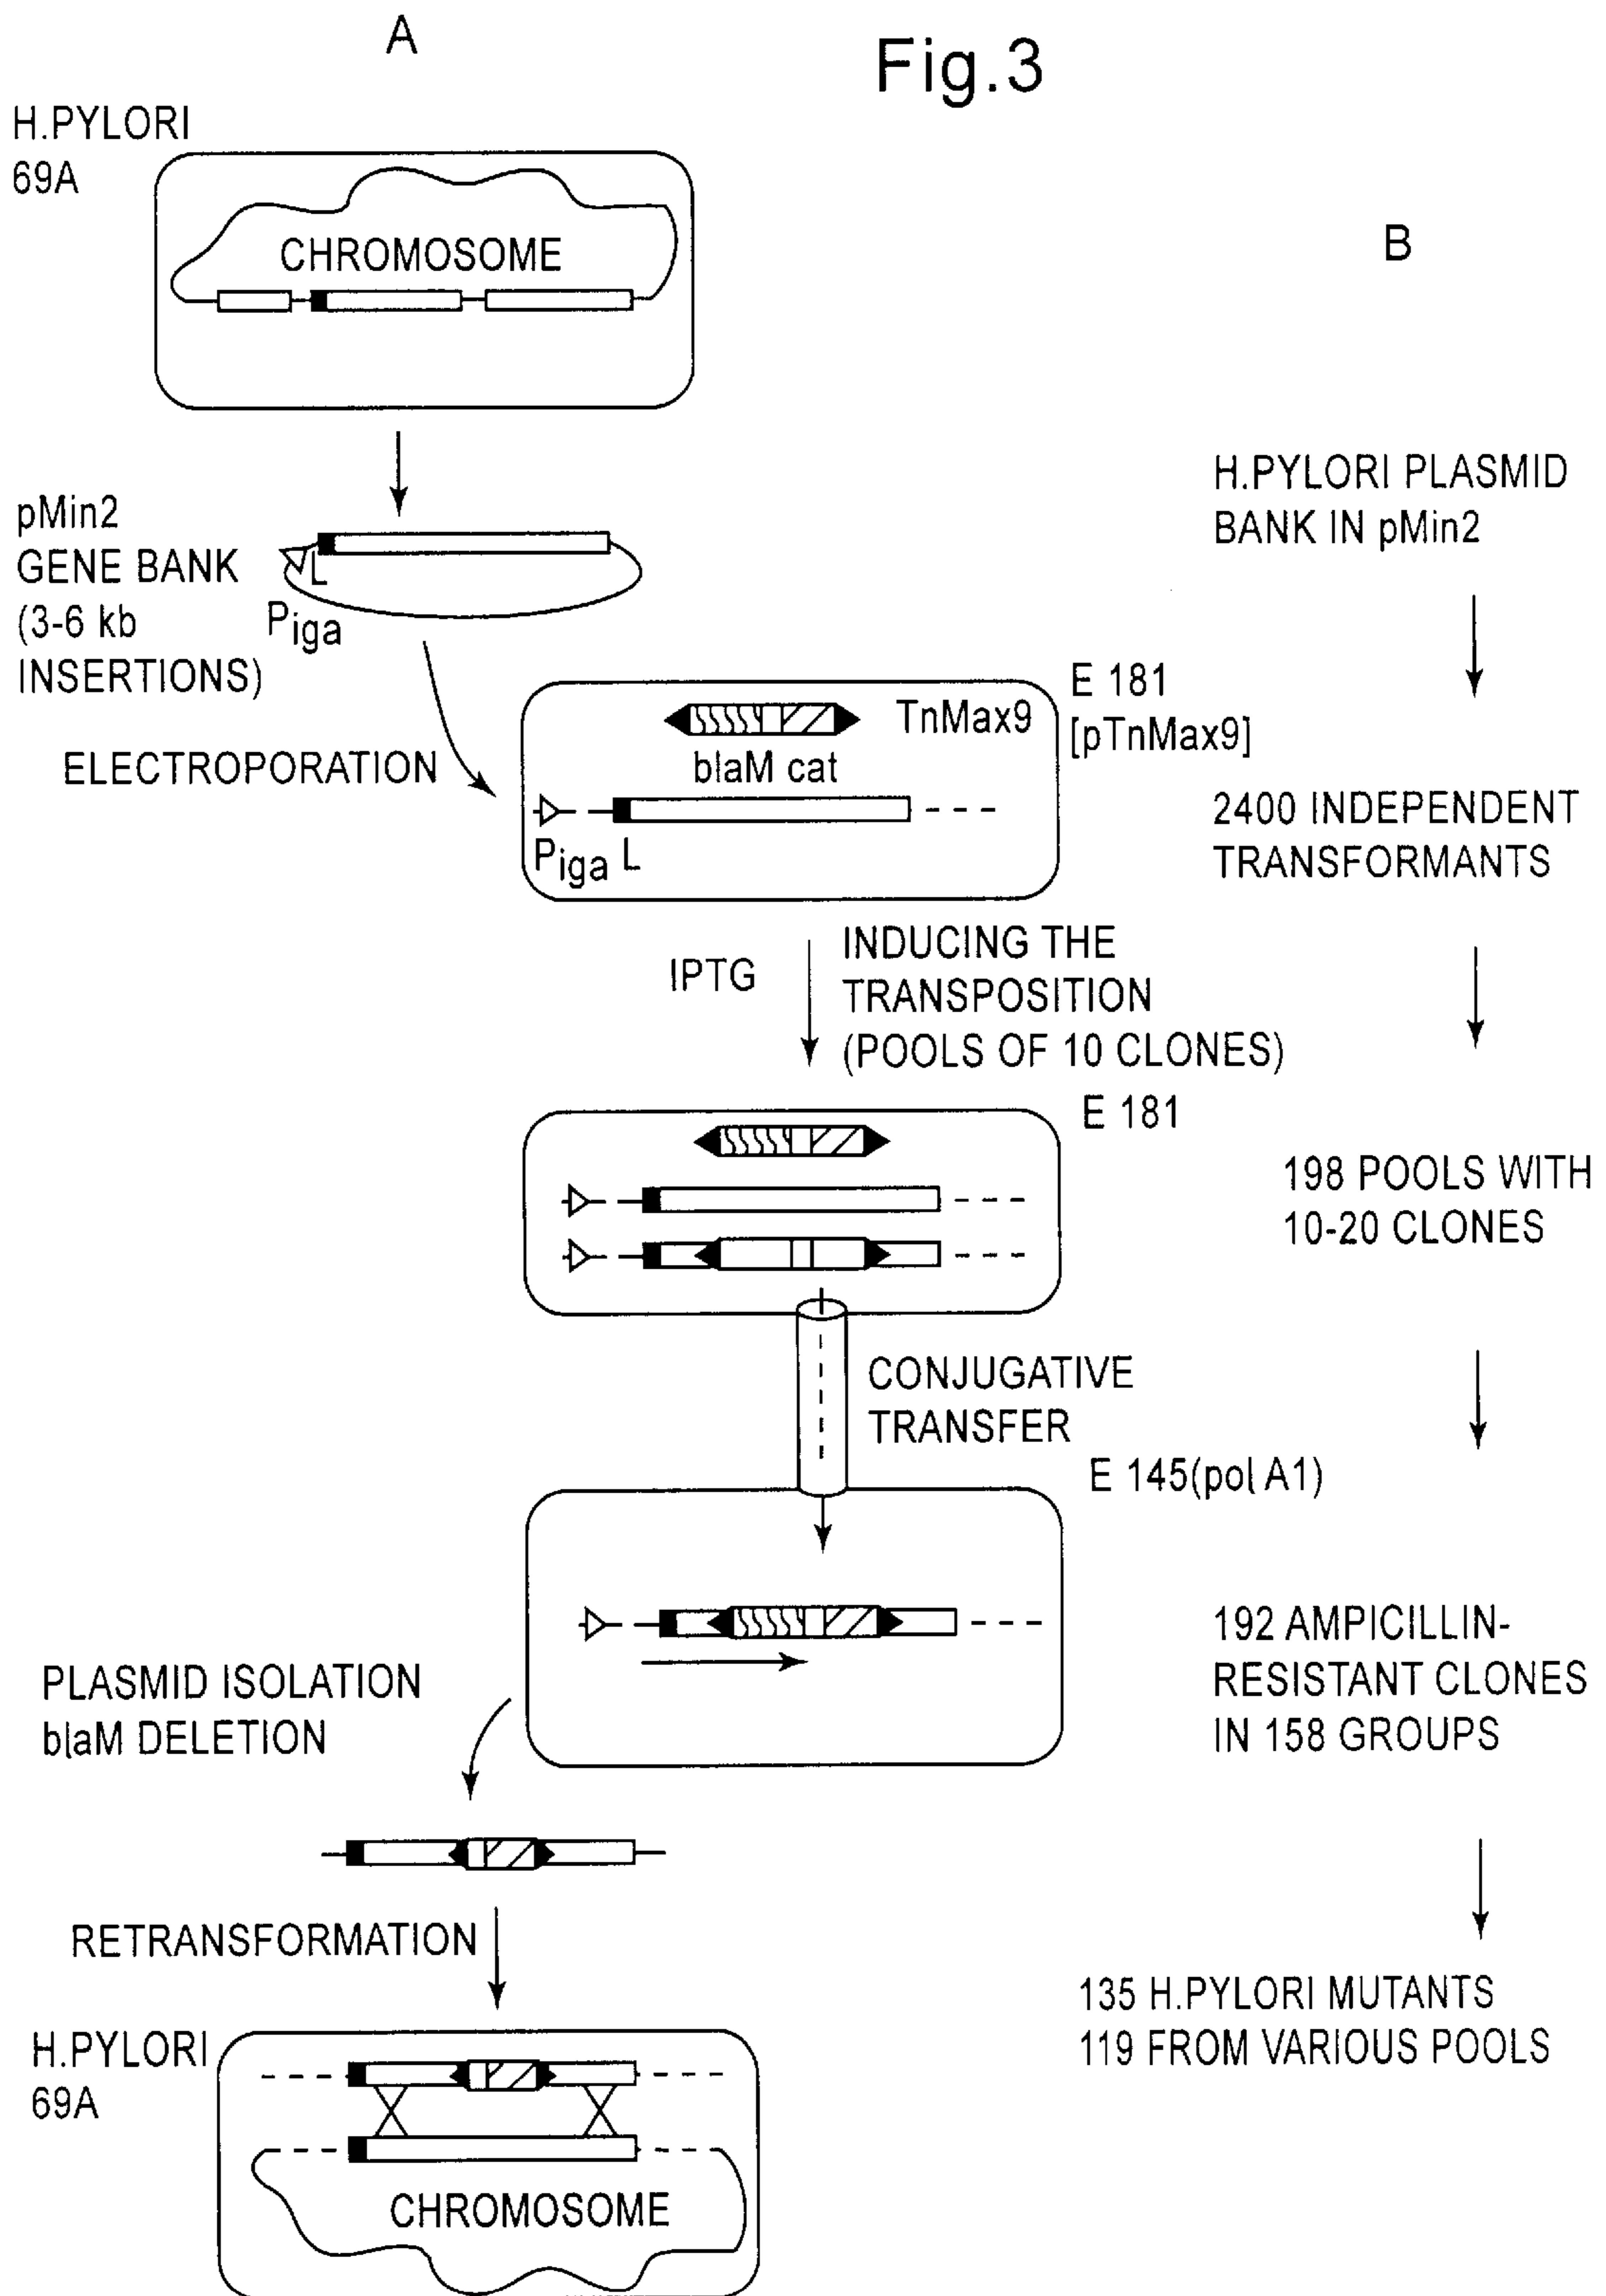 A
Fig.3
H.PYLORI
69A
CHROMOSOME
B
pMin2
GENE BANK
(3-6 kb
INSERTIONS)
L
Piga
H.PYLORI PLASMID
BANK IN pMin2
ELECTROPORATION
TnMax9
blaM cat
Piga L
E 181
[pTnMax9]
2400 INDEPENDENT
TRANSFORMANTS
IPTG
INDUCING THE
TRANSPOSITION
(POOLS OF 10 CLONES)
E 181
198 POOLS WITH
10-20 CLONES
CONJUGATIVE
TRANSFER
E 145(pol A1)
192 AMPICILLIN-
RESISTANT CLONES
IN 158 GROUPS
PLASMID ISOLATION
blaM DELETION
RETRANSFORMATION
135 H.PYLORI MUTANTS
119 FROM VARIOUS POOLS
H.PYLORI
69A
CHROMOSOME